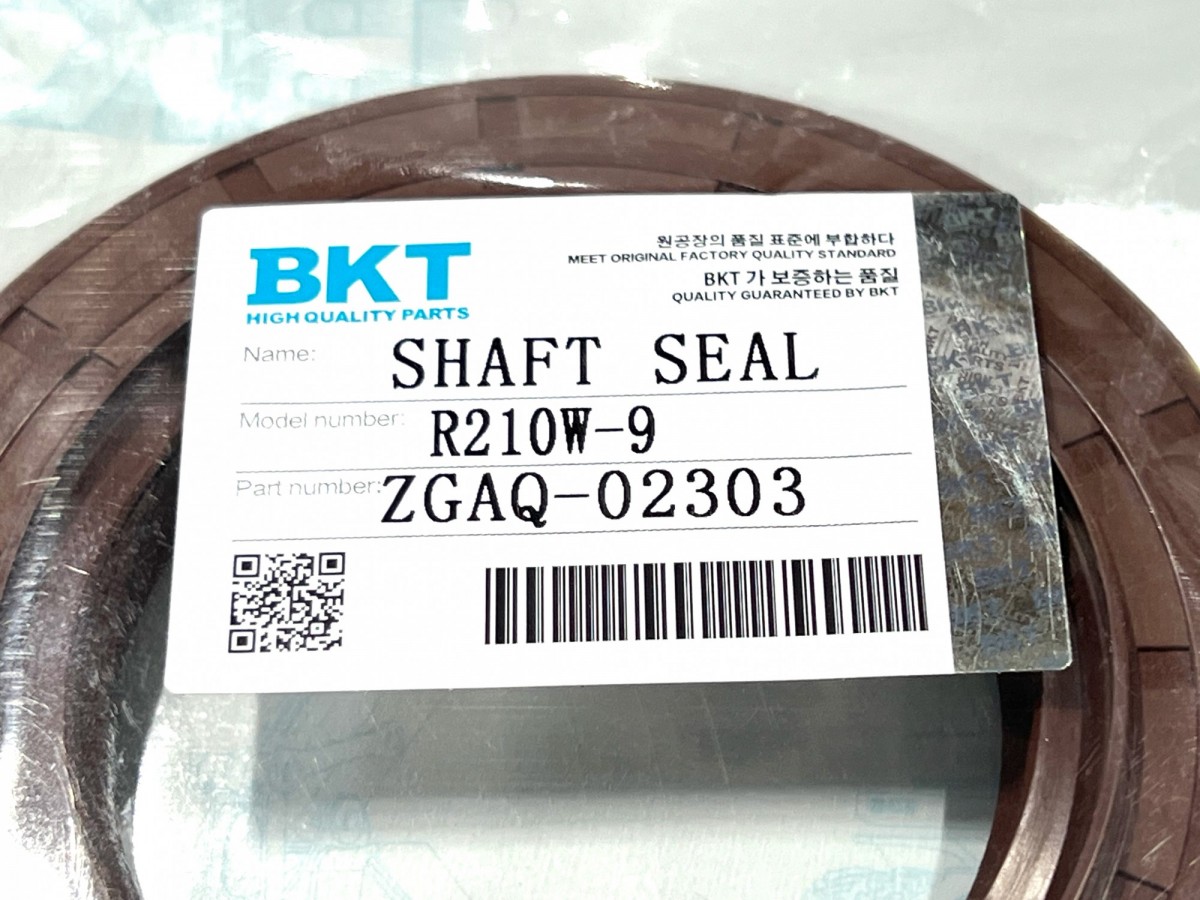 BKT
HIGH QUALITY PARTS
원공장의 품질 표준에 부합하다
MEET ORIGINAL FACTORY QUALITY STANDARD
BKT 가 보증하는 품질
QUALITY GUARANTEED BY BKT
Name: SHAFT SEAL
Model number: R210W-9
Part number: ZGAQ-02303